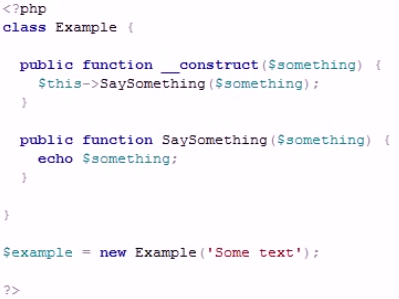 <?php
class Example {
public function __construct($something) {
$this->SaySomething($something);
}
public function SaySomething($something) {
echo $something;
}
}
$example = new Example('Some text');
?>